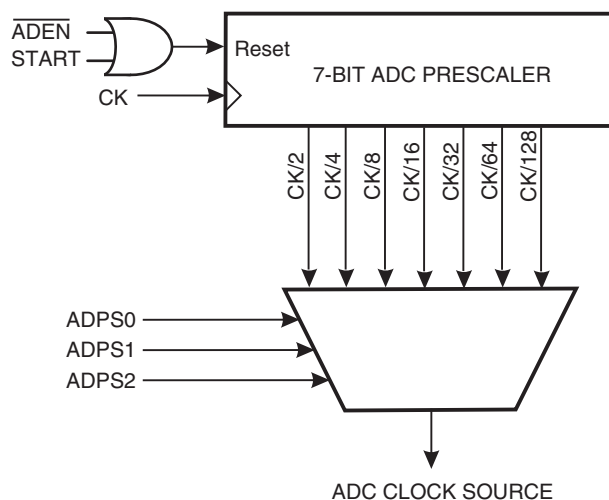 ADEN
START
Reset
7-BIT ADC PRESCALER
CK
CK/2
CK/4
CK/8
CK/16
CK/32
CK/64
CK/128
ADPS0
ADPS1
ADPS2
ADC CLOCK SOURCE